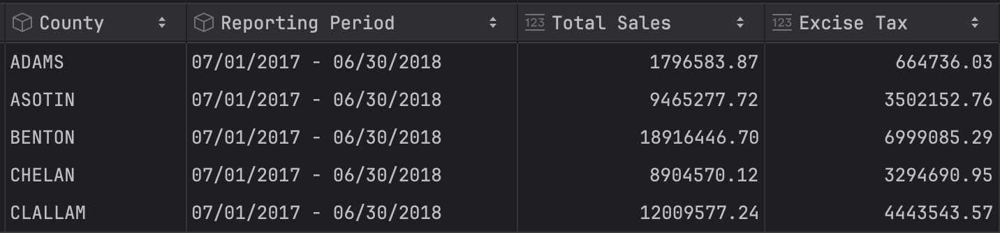 County 123 Reporting Period 123 Total Sales 123 Excise Tax
ADAMS 07/01/2017 - 06/30/2018 1796583.87 664736.03
ASOTIN 07/01/2017 - 06/30/2018 9465277.72 3502152.76
BENTON 07/01/2017 - 06/30/2018 18916446.70 6999085.29
CHELAN 07/01/2017 - 06/30/2018 8904570.12 3294690.95
CLALLAM 07/01/2017 - 06/30/2018 12009577.24 4443543.57